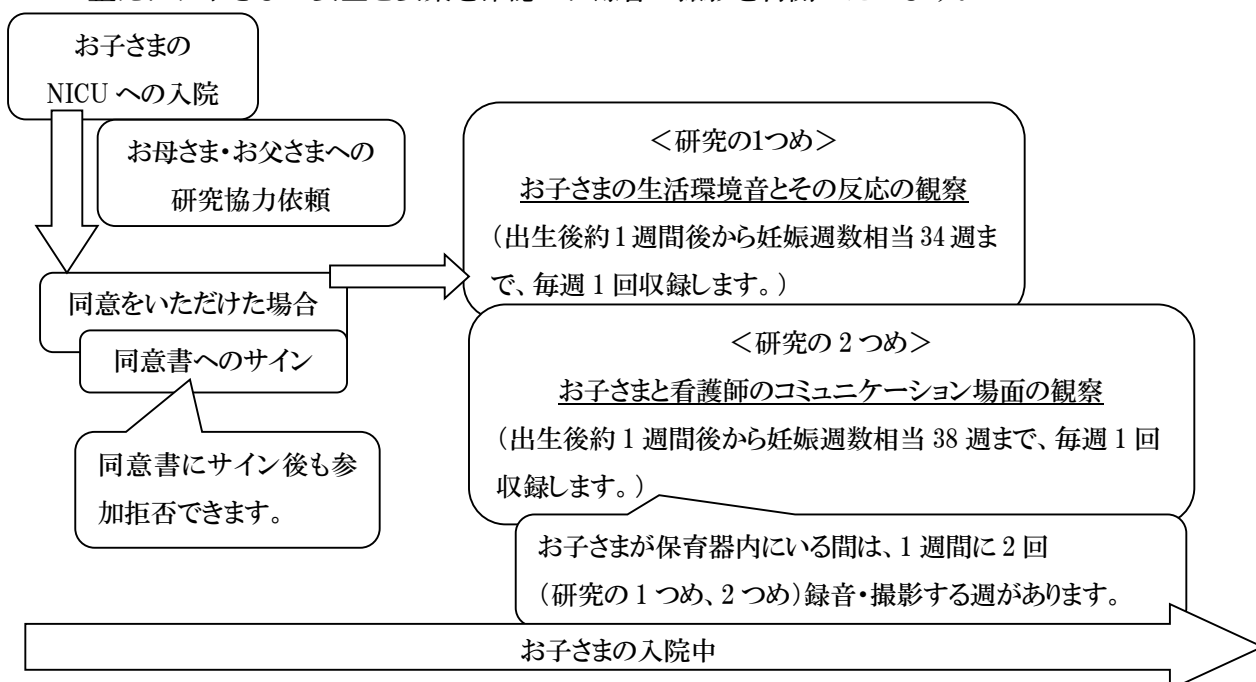 お子さまの
NICU への入院
お母さま・お父さまへの
研究協力依頼
同意をいただけた場合
同意書へのサイン
同意書にサイン後も参
加拒否できます。
＜研究の1つめ＞
お子さまの生活環境音とその反応の観察
（出生後約 1 週間後から妊娠週数相当 34 週ま
で、毎週 1 回収録します。）
＜研究の 2 つめ＞
お子さまと看護師のコミュニケーション場面の観察
（出生後約 1 週間後から妊娠週数相当 38 週まで、毎週 1 回
収録します。）
お子さまが保育器内にいる間は、1 週間に 2 回
（研究の 1 つめ、2 つめ）録音・撮影する週があります。
お子さまの入院中